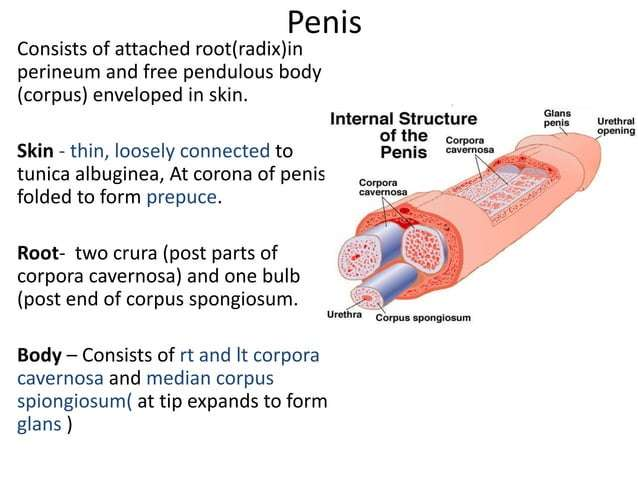 Penis
Consists of attached root(radix)in
perineum and free pendulous body
(corpus) enveloped in skin.
Skin - thin, loosely connected to
tunica albuginea, At corona of penis
folded to form prepuce.
Root- two crura (post parts of
corpora cavernosa) and one bulb
(post end of corpus spongiosum.
Body – Consists of rt and lt corpora
cavernosa and median corpus
spiongiosum( at tip expands to form
glans )
Internal Structure
of the
Penis
Glans
penis
Urethral
opening
Corpora
cavernosa
Corpora
cavernosa
Urethra
Corpus spongiosum